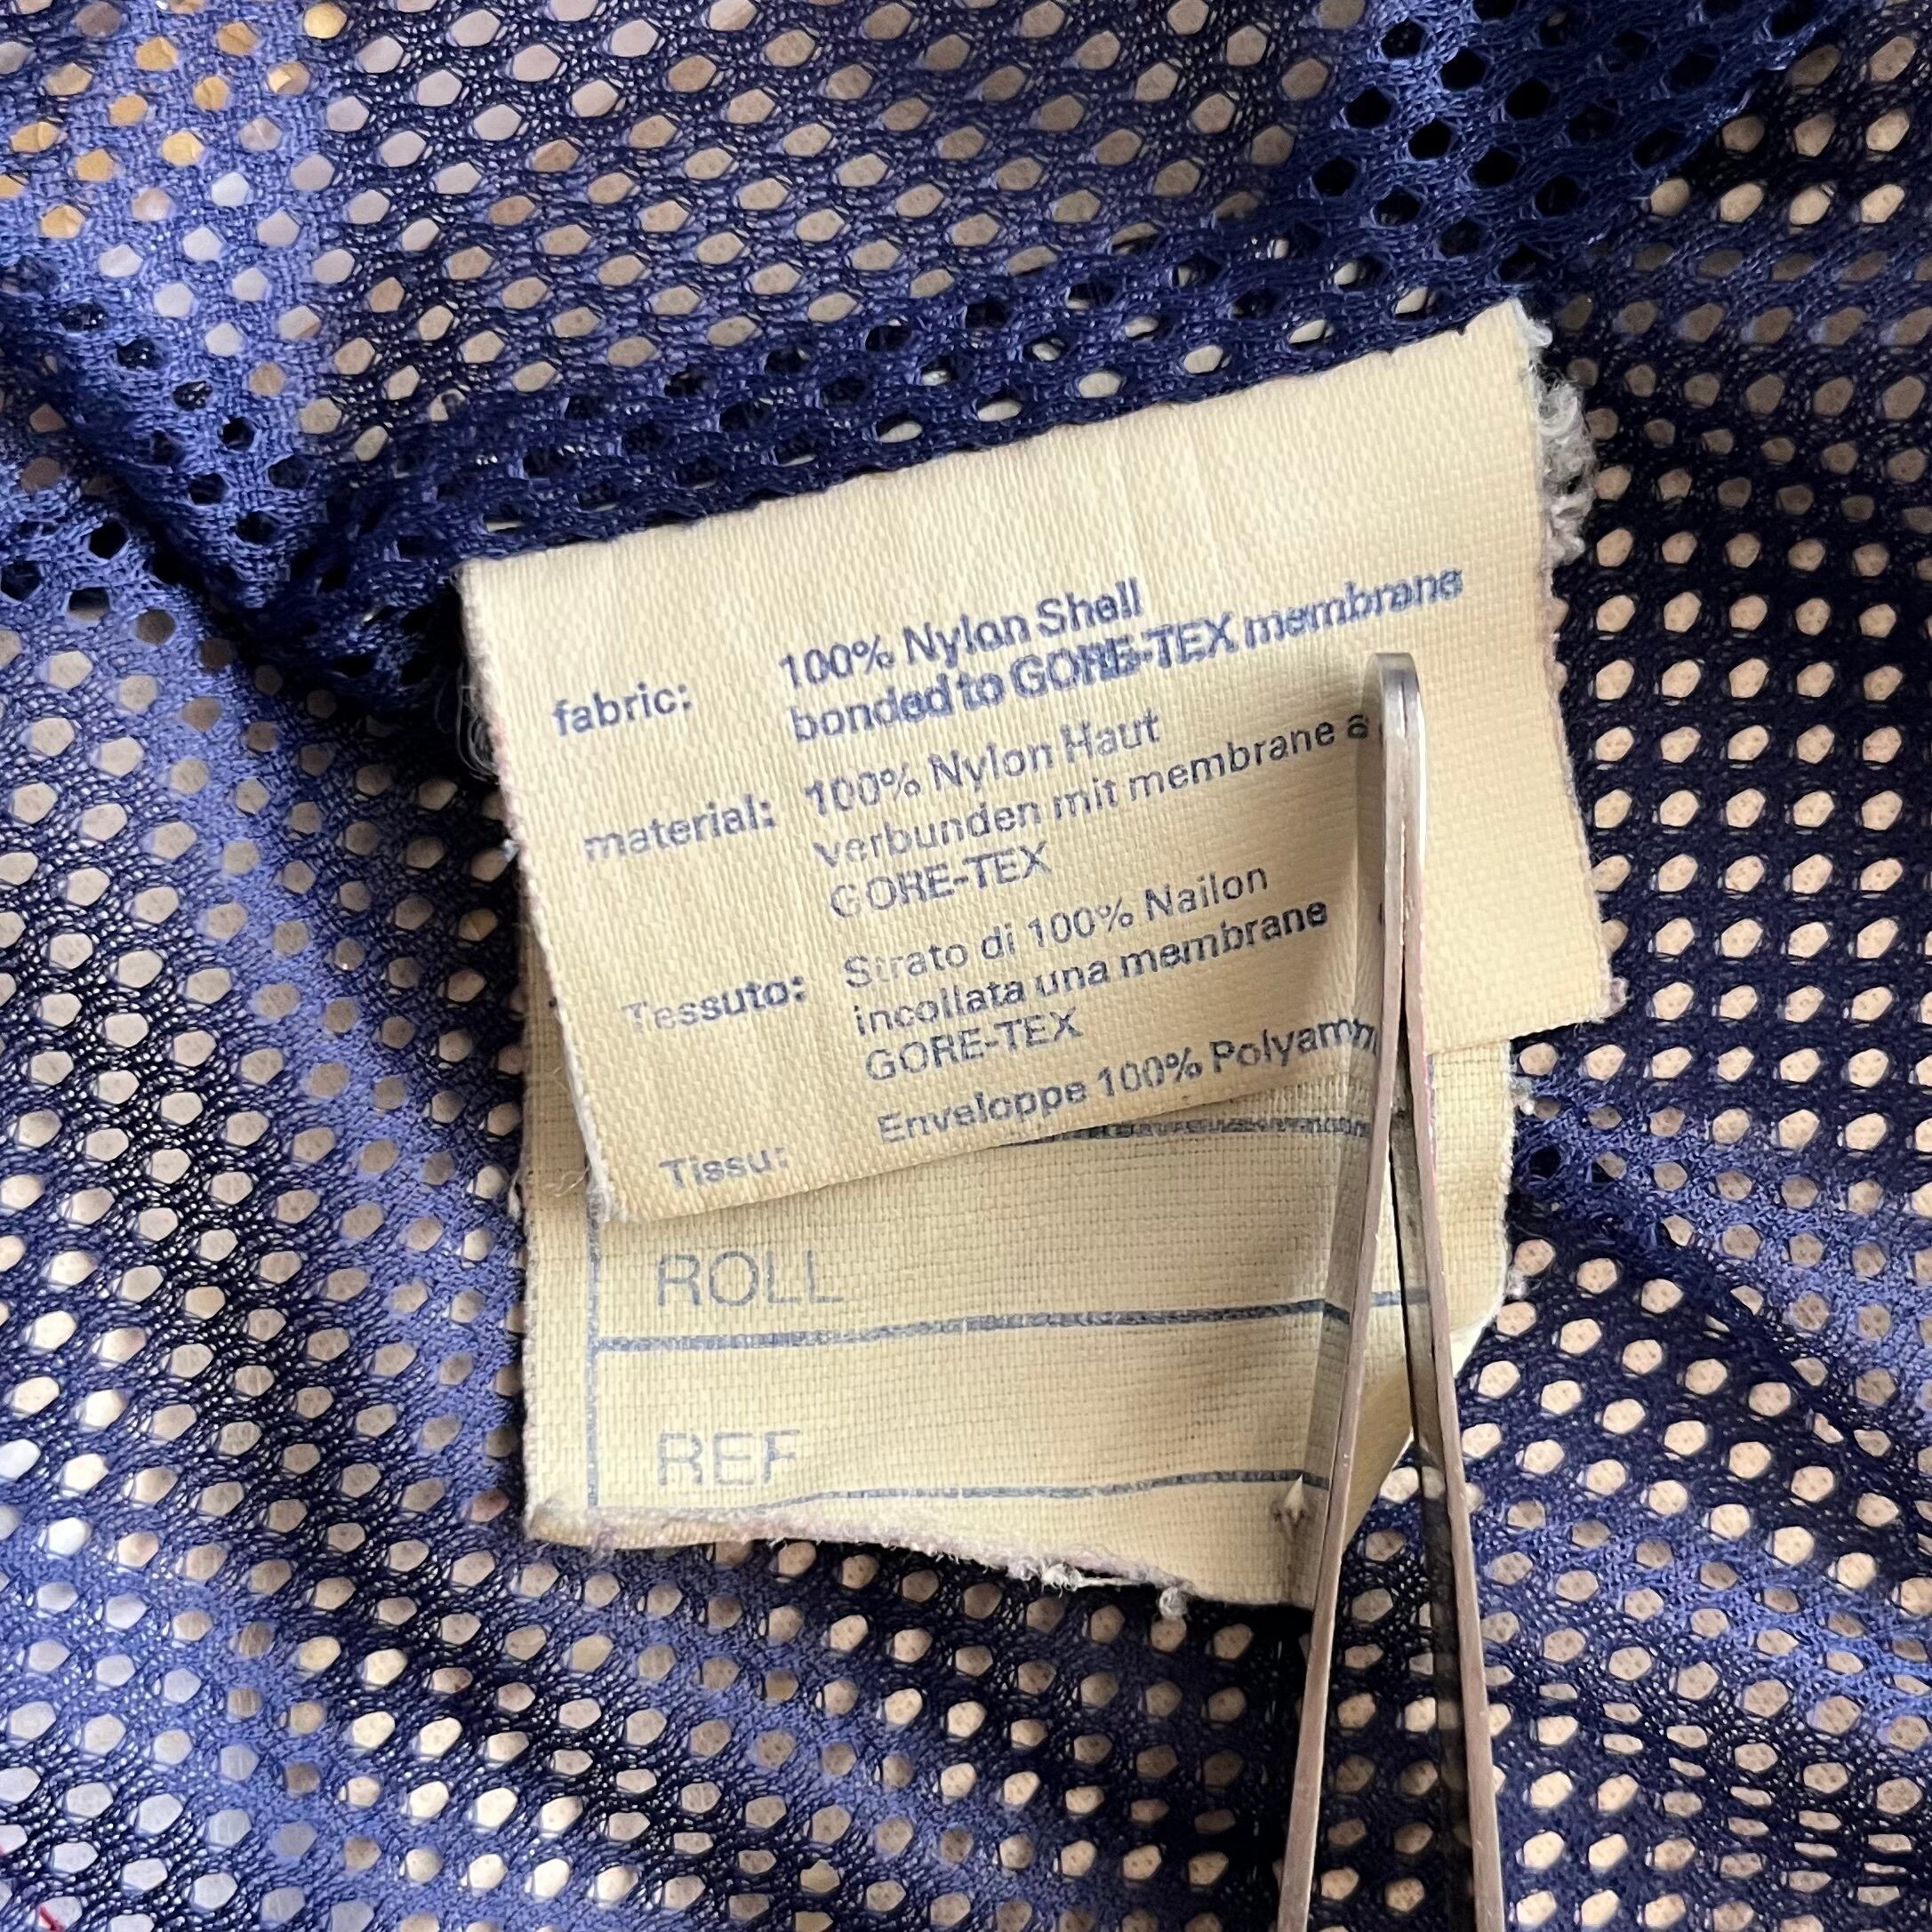 fabric: 100% Nylon Shell
bonded to GORE-TEX membrane
material: 100% Nylon Haut
verbunden mit membrane a
GORE-TEX
Tessuto: Strato di 100% Nailon
incollata una membrane
GORE-TEX
Tissu: Enveloppe 100%
ROLL
REF